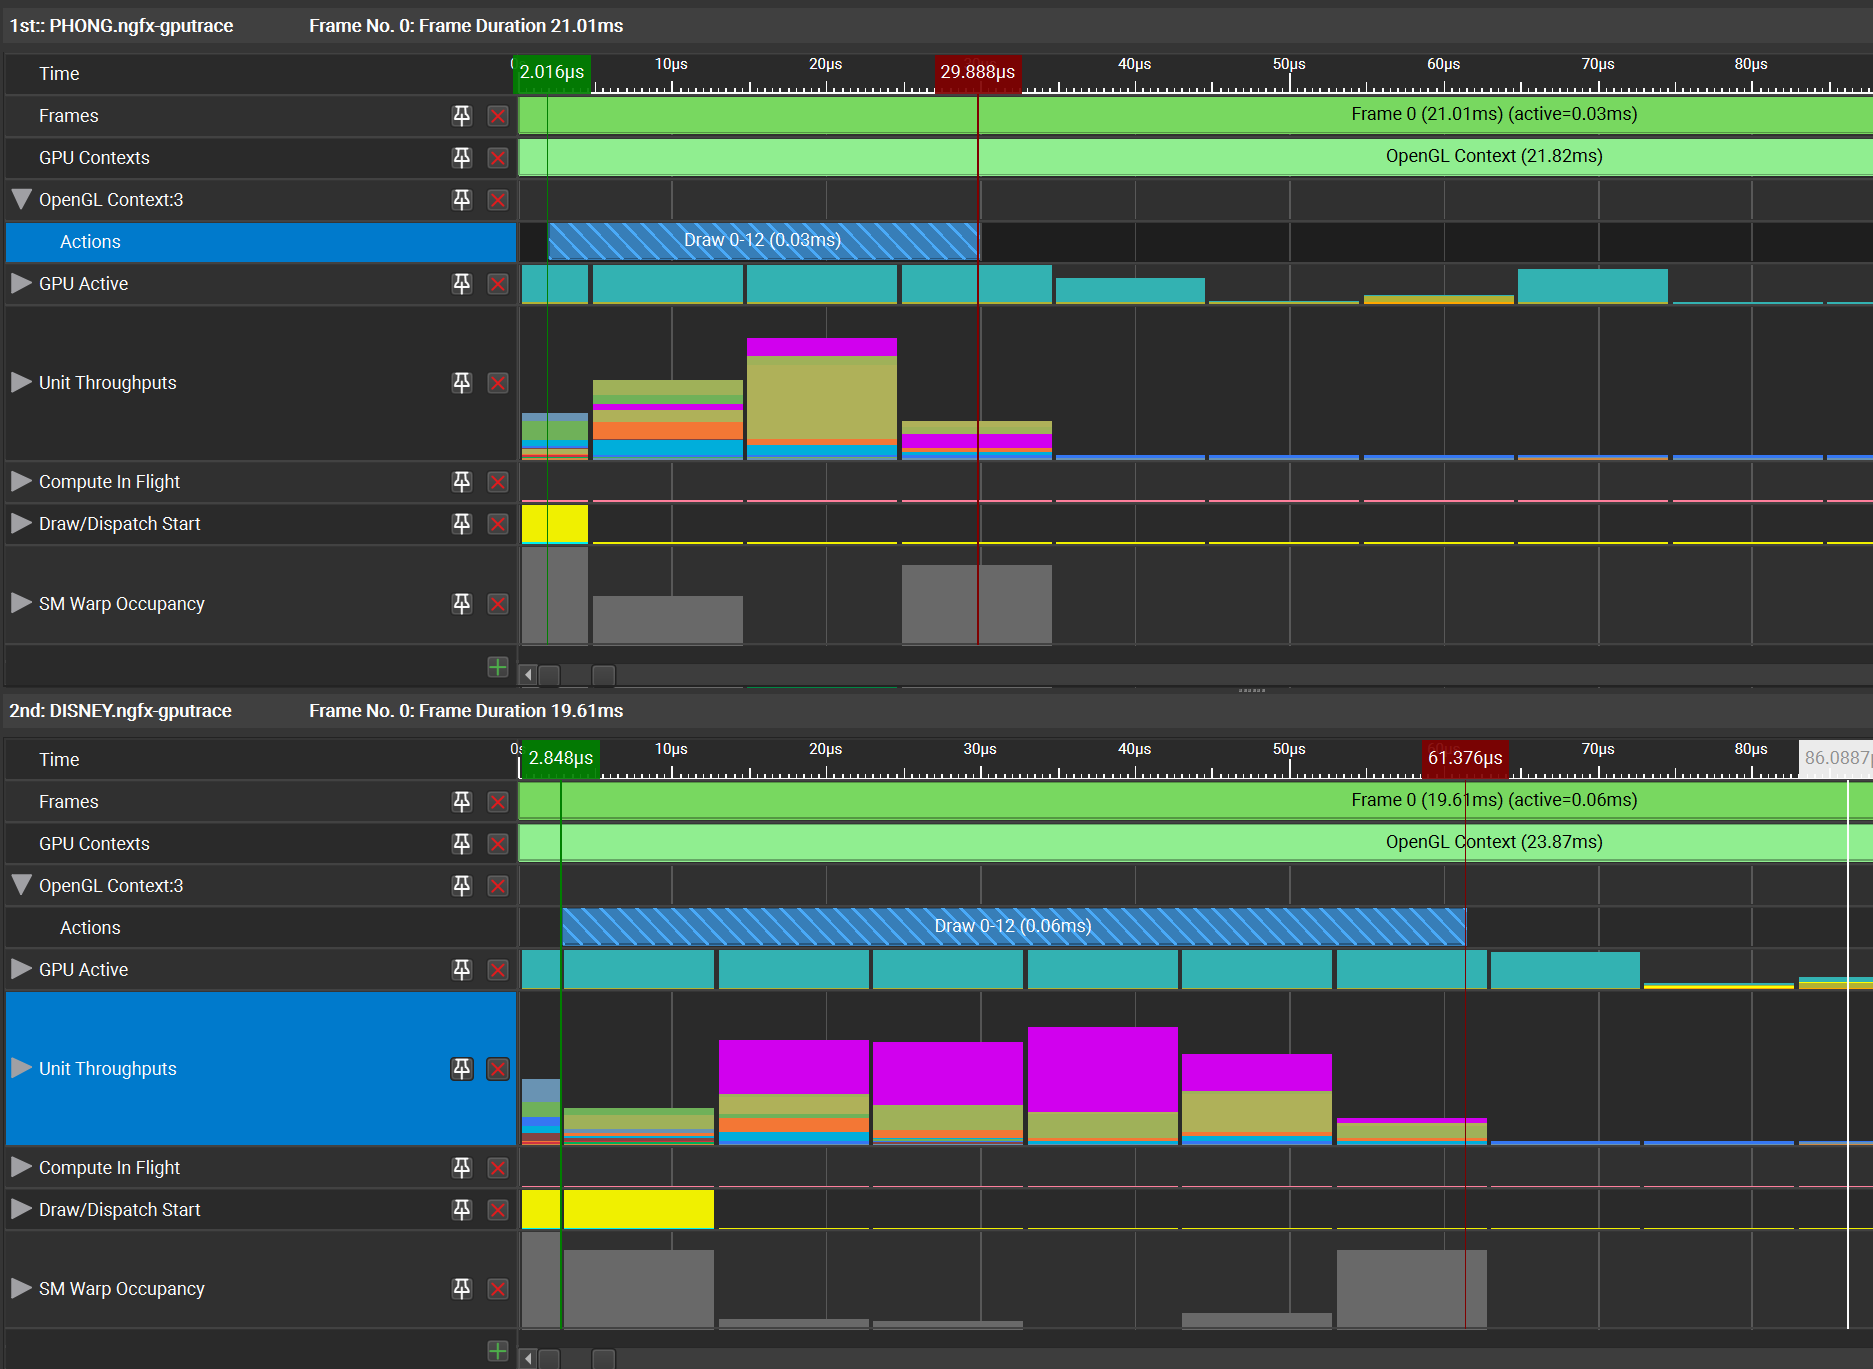 1st:: PHONG.ngfx-gputrace Frame No. 0: Frame Duration 21.01ms
Time 2.016µs 10µs 20µs 29.888µs 40µs 50µs 60µs 70µs 80µs
Frames Frame 0 (21.01ms) (active=0.03ms)
GPU Contexts OpenGL Context (21.82ms)
OpenGL Context:3
Actions Draw 0-12 (0.03ms)
GPU Active
Unit Throughputs
Compute In Flight
Draw/Dispatch Start
SM Warp Occupancy
2nd: DISNEY.ngfx-gputrace Frame No. 0: Frame Duration 19.61ms
Time 2.848µs 10µs 20µs 30µs 40µs 50µs 61.376µs 70µs 80µs 86.0887µ
Frames Frame 0 (19.61ms) (active=0.06ms)
GPU Contexts OpenGL Context (23.87ms)
OpenGL Context:3
Actions Draw 0-12 (0.06ms)
GPU Active
Unit Throughputs
Compute In Flight
Draw/Dispatch Start
SM Warp Occupancy